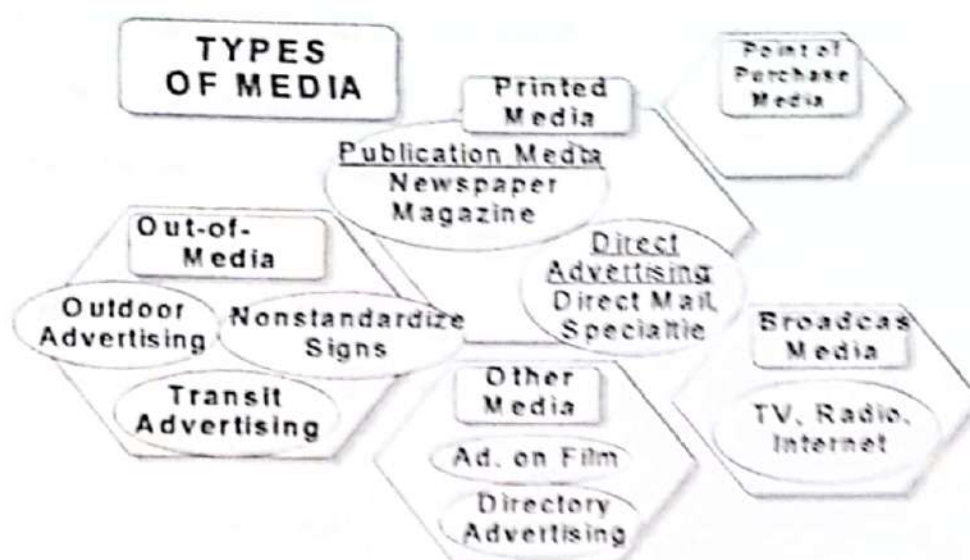 TYPES
OF MEDIA
Printed
Media
Publication Media
Newspaper
Magazine
Direct
Advertising
Direct Mail,
Specialtie
Point of
Purchase
Media
Out-of-
Media
Outdoor
Advertising
Nonstandardize
Signs
Transit
Advertising
Other
Media
Ad. on Film
Directory
Advertising
Broadcas
Media
TV, Radio,
Internet